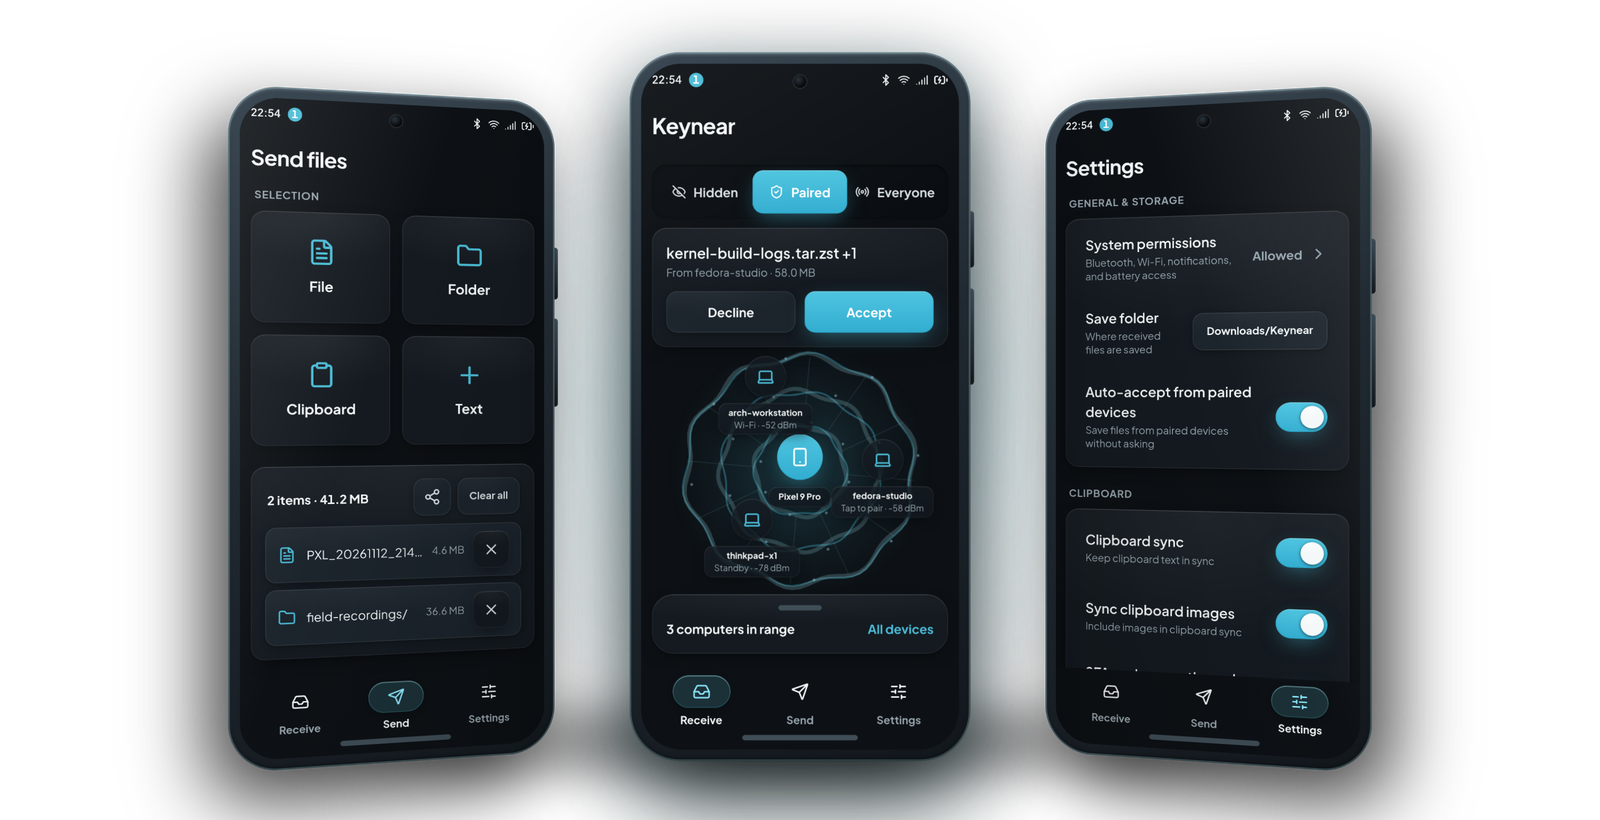 22:54 1
Send files
SELECTION
File
Folder
Clipboard
Text
2 items · 41.2 MB
Clear all
PXL_20261112_214... 4.6 MB
field-recordings/ 36.6 MB
Receive
Send
Settings
22:54 1
Keynear
Hidden
Paired
Everyone
kernel-build-logs.tar.zst +1
From fedora-studio · 58.0 MB
Decline
Accept
arch-workstation
Wi-Fi · -52 dBm
Pixel 9 Pro
fedora-studio
Tap to pair · -58 dBm
thinkpad-x1
Standby · -78 dBm
3 computers in range
All devices
Receive
Send
Settings
22:54 1
Settings
GENERAL & STORAGE
System permissions
Bluetooth, Wi-Fi, notifications,
and battery access
Allowed
Save folder
Where received
files are saved
Downloads/Keynear
Auto-accept from paired
devices
Save files from paired devices
without asking
CLIPBOARD
Clipboard sync
Keep clipboard text in sync
Sync clipboard images
Include images in clipboard sync
Receive
Send
Settings